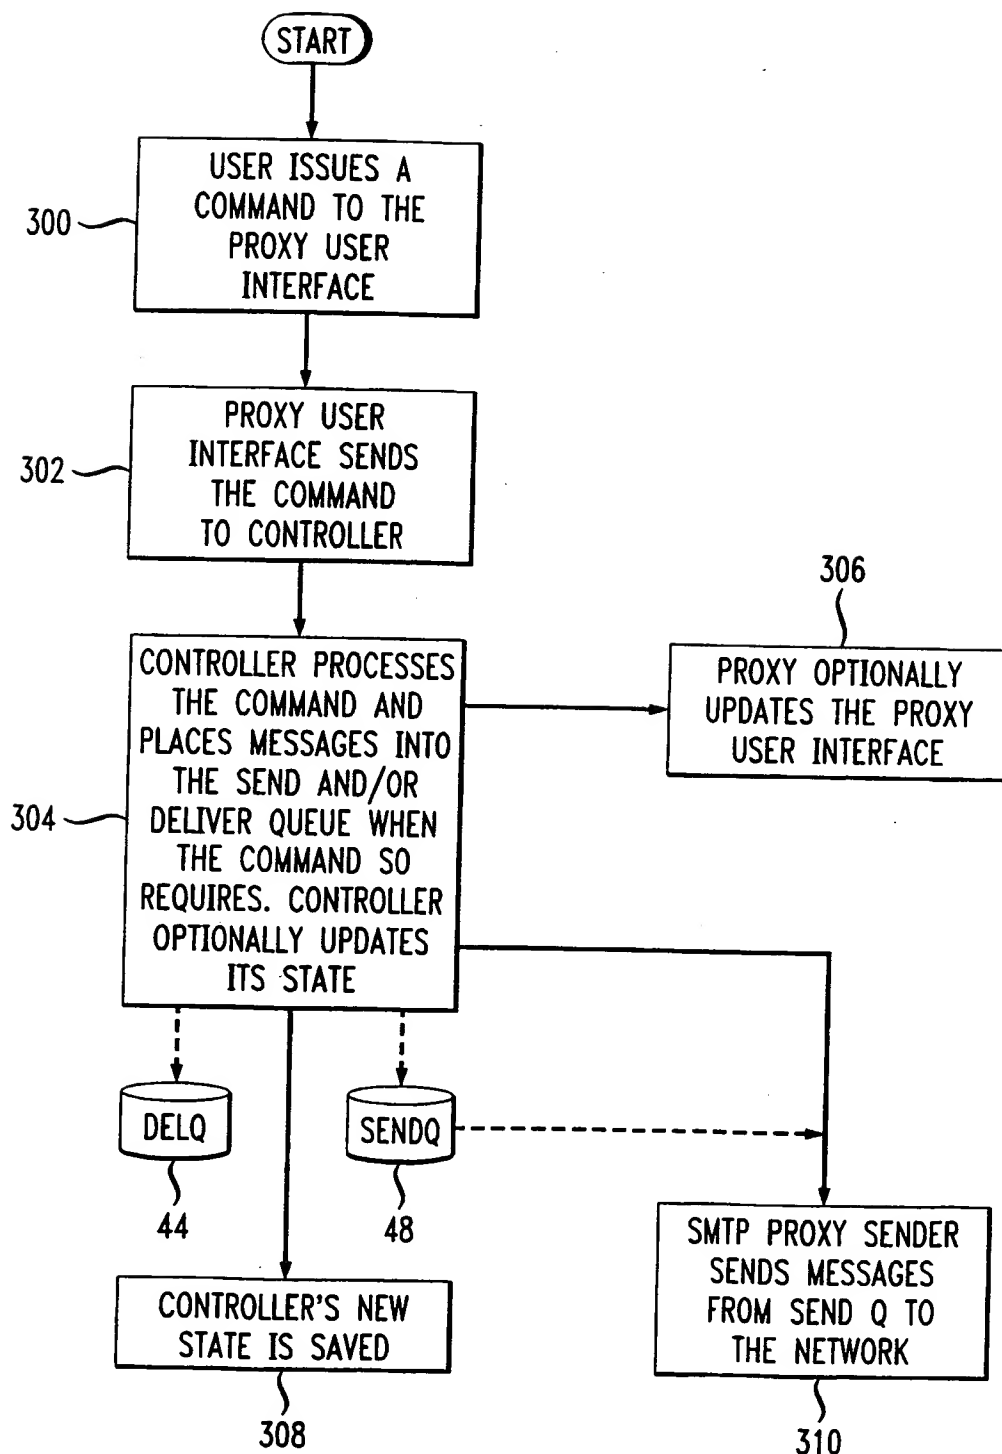 START
USER ISSUES A
COMMAND TO THE
PROXY USER
INTERFACE
300
PROXY USER
INTERFACE SENDS
THE COMMAND
TO CONTROLLER
302
306
PROXY OPTIONALLY
UPDATES THE PROXY
USER INTERFACE
CONTROLLER PROCESSES
THE COMMAND AND
PLACES MESSAGES INTO
THE SEND AND/OR
DELIVER QUEUE WHEN
THE COMMAND SO
REQUIRES. CONTROLLER
OPTIONALLY UPDATES
ITS STATE
304
DELQ
44
SENDQ
48
SMTP PROXY SENDER
SENDS MESSAGES
FROM SEND Q TO
THE NETWORK
310
CONTROLLER'S NEW
STATE IS SAVED
308